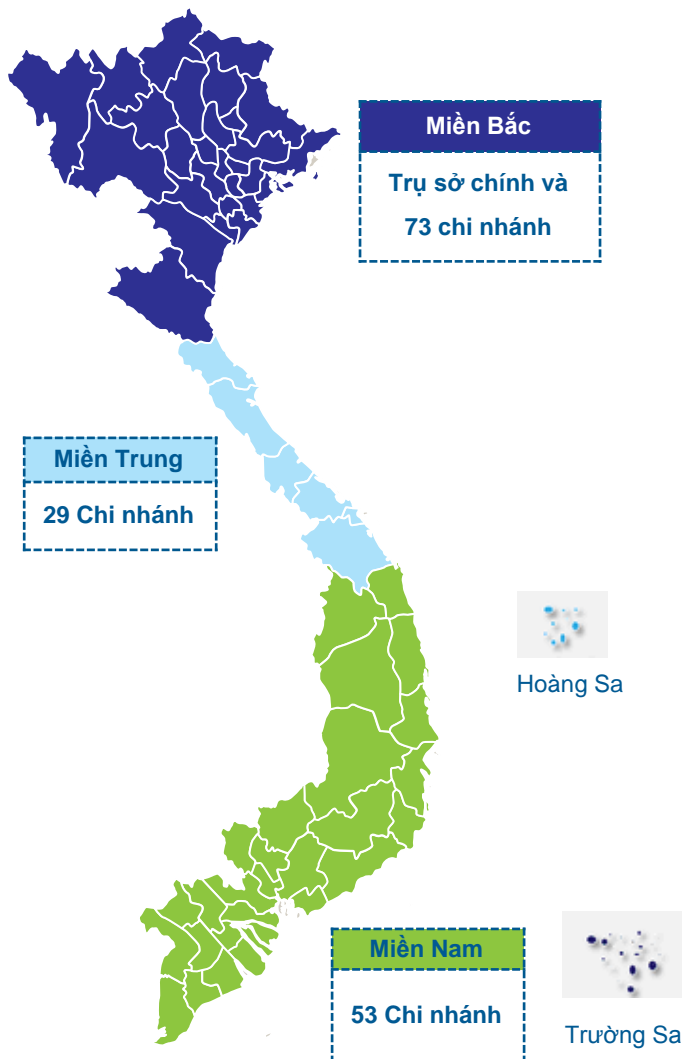 Miền Bắc
Trụ sở chính và
73 chi nhánh
Miền Trung
29 Chi nhánh
Hoàng Sa
Miền Nam
53 Chi nhánh
Trường Sa